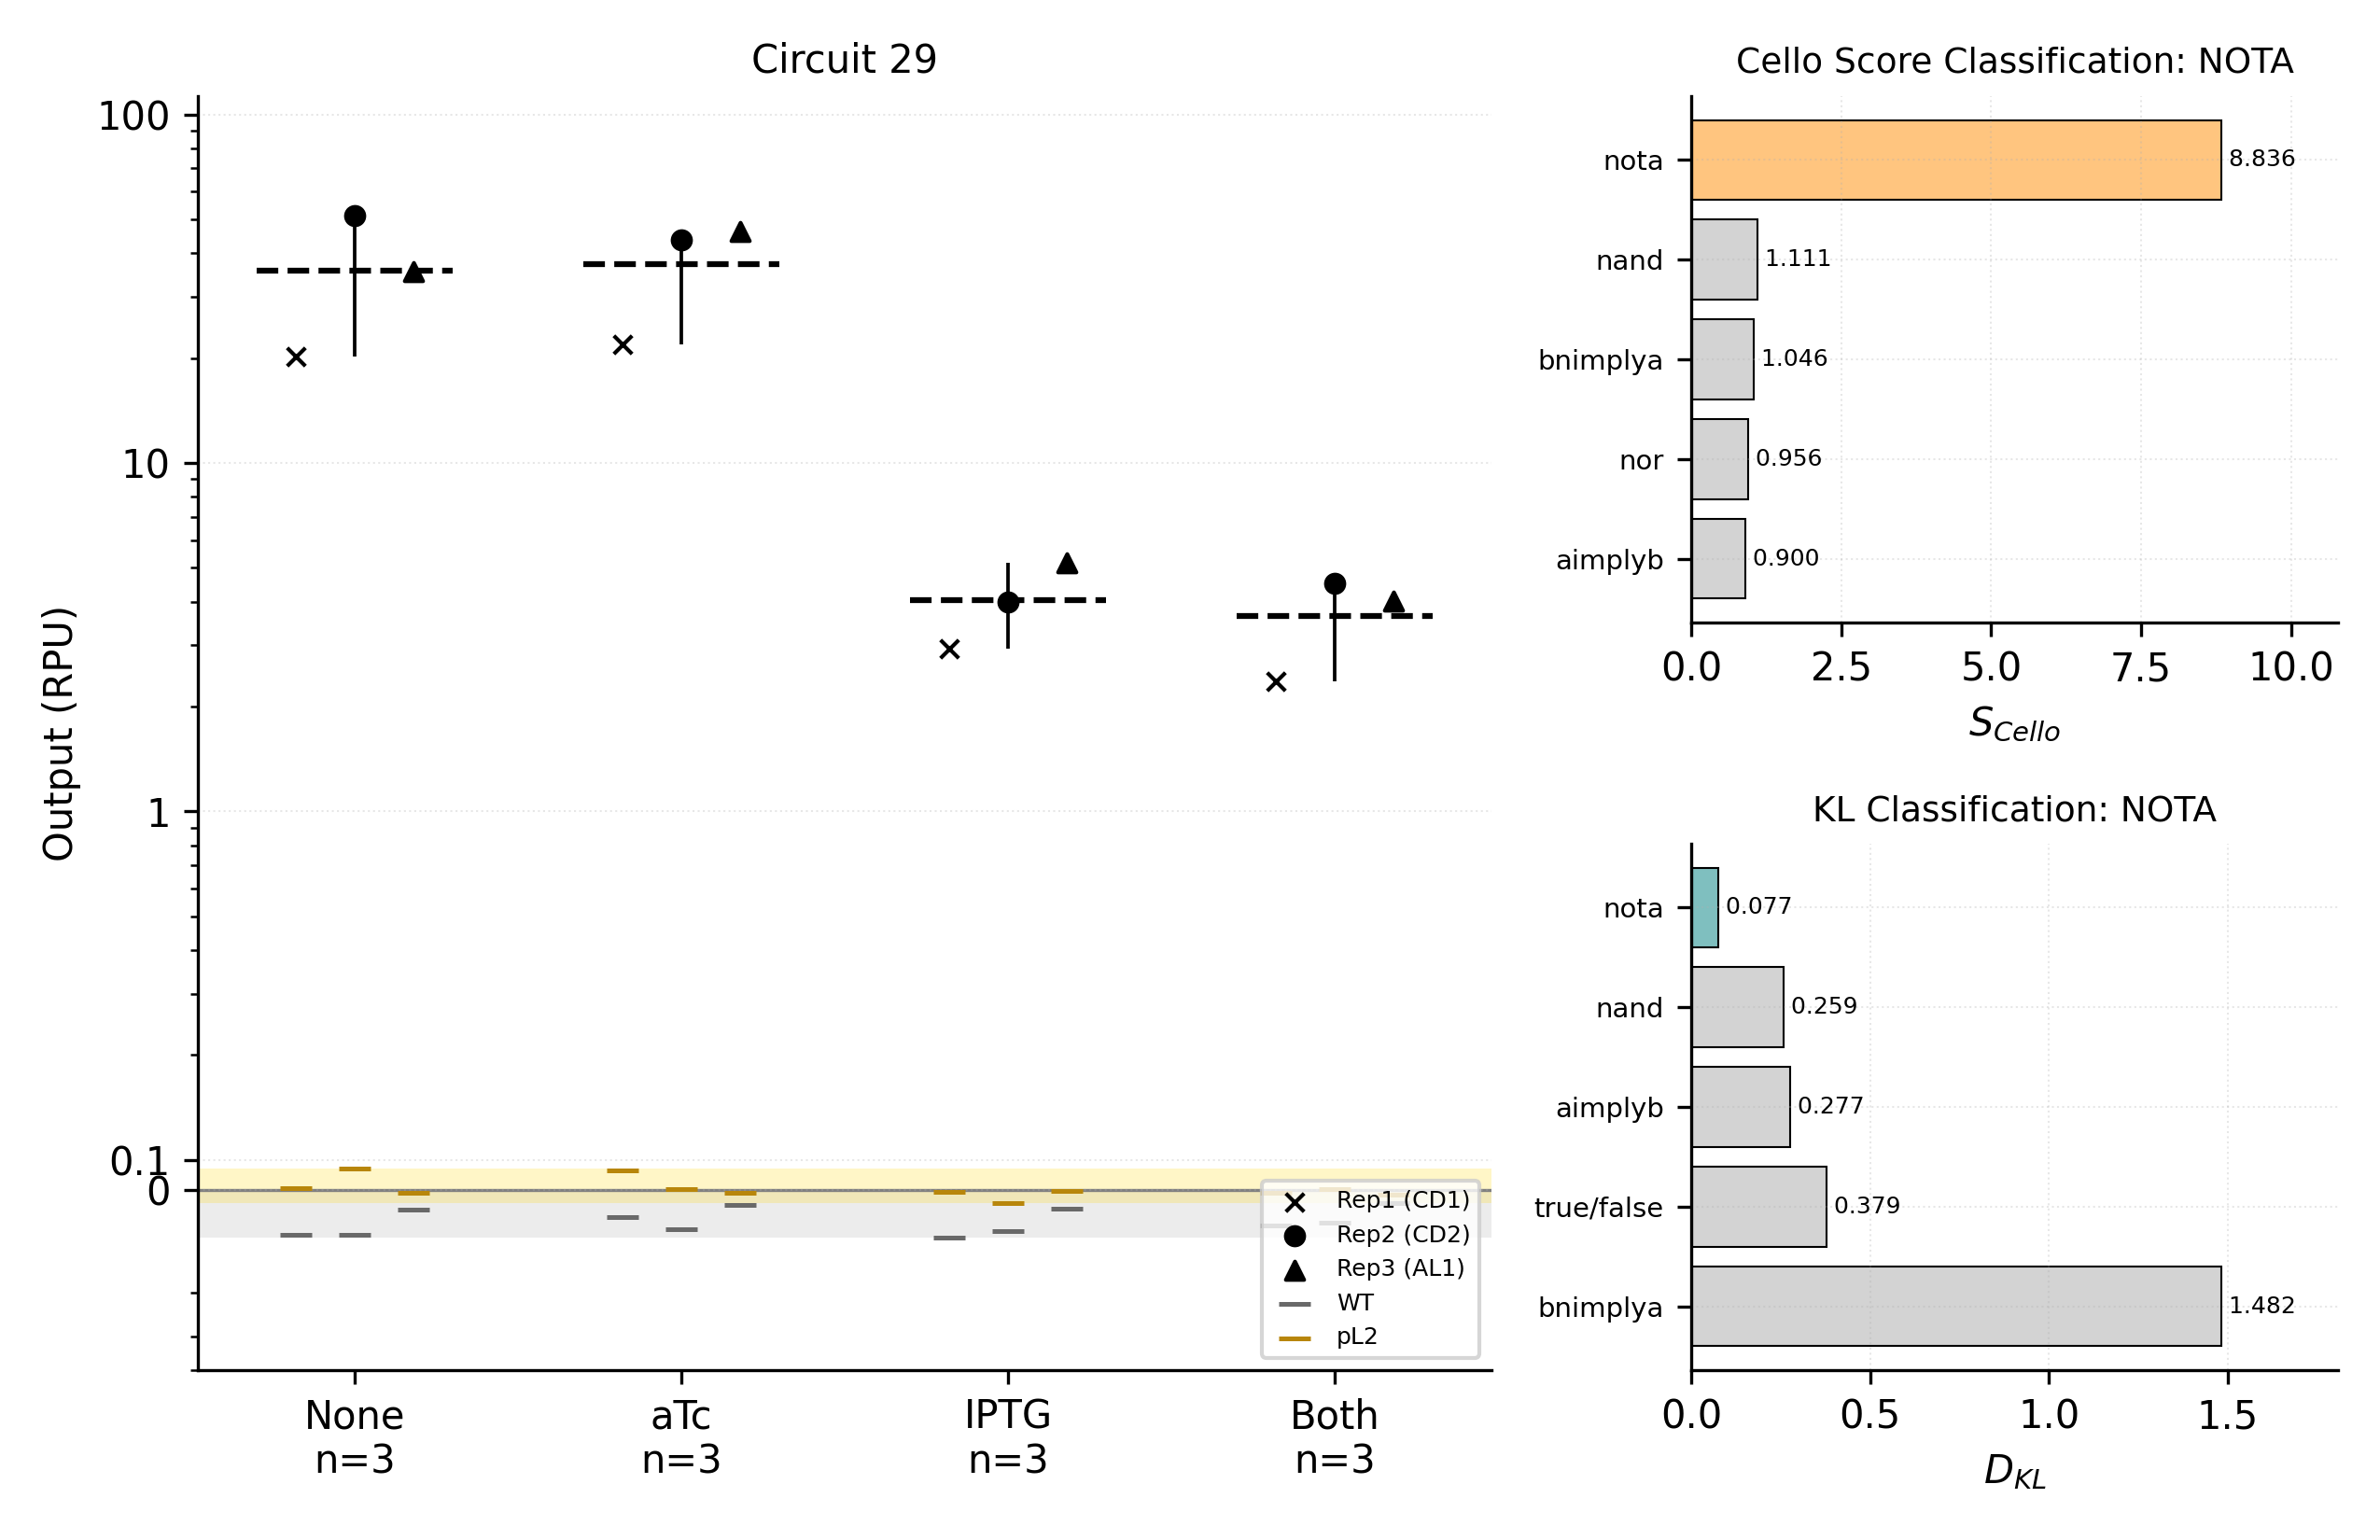 Circuit 29
Output (RPU)
100
10
1
0.1
0
None
n=3
aTc
n=3
IPTG
n=3
Both
n=3
Rep1 (CD1)
Rep2 (CD2)
Rep3 (AL1)
WT
pL2
Cello Score Classification: NOTA
nota
8.836
nand
1.111
bnimplya
1.046
nor
0.956
aimplyb
0.900
0.0
2.5
5.0
7.5
10.0
S_Cello
KL Classification: NOTA
nota
0.077
nand
0.259
aimplyb
0.277
true/false
0.379
bnimplya
1.482
0.0
0.5
1.0
1.5
D_KL